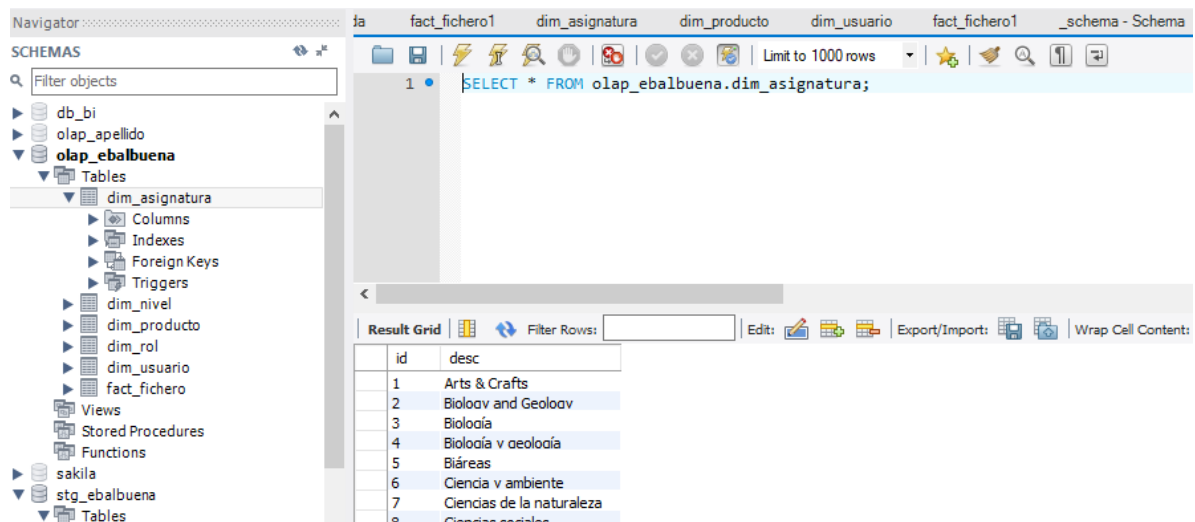 Navigator
SCHEMAS
Filter objects
db_bi
olap_apellido
olap_ebalbuena
Tables
dim_asignatura
Columns
Indexes
Foreign Keys
Triggers
dim_nivel
dim_producto
dim_rol
dim_usuario
fact_fichero
Views
Stored Procedures
Functions
sakila
stg_ebalbuena
Tables
da fact_fichero1 dim_asignatura dim_producto dim_usuario fact_fichero1 _schema - Schema
Limit to 1000 rows
1 SELECT * FROM olap_ebalbuena.dim_asignatura;
Result Grid Filter Rows: Edit: Export/Import: Wrap Cell Content:
id desc
1 Arts & Crafts
2 Biology and Geology
3 Biología
4 Biología y geología
5 Biáreas
6 Ciencia y ambiente
7 Ciencias de la naturaleza
8 Ciencias sociales